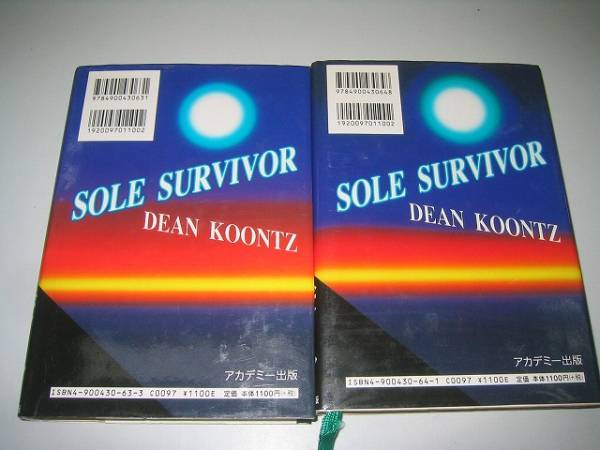 9784900430631
1920097011002
SOLE SURVIVOR
DEAN KOONTZ
アカデミー出版
ISBN4-900430-63-3 C0097 ¥1100E 定価 本体1100円(+税)
9784900430648
1920097011002
SOLE SURVIVOR
DEAN KOONTZ
アカデミー出版
ISBN4-900430-64-1 C0097 ¥1100E 定価 本体1100円(+税)